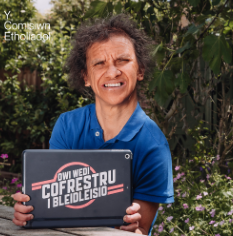 Y
Comisiwn
Etholiadol
DWI WEDI
COFRESTRU
I BLEIDLEISIO